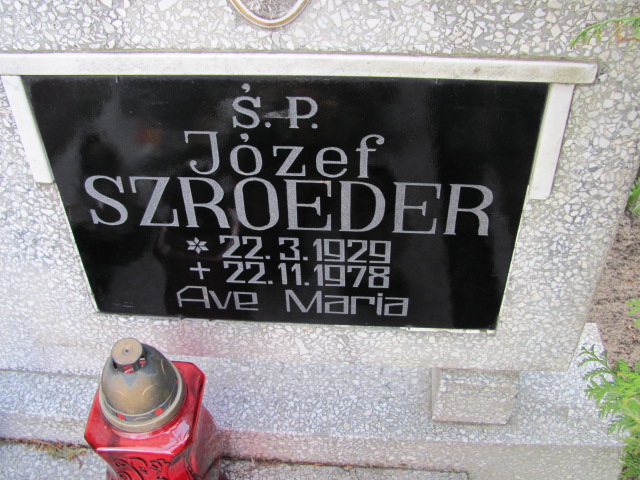 Ś.P.
Józef
SZROEDER
* 22.3.1929
+ 22.11.1978
Ave Maria